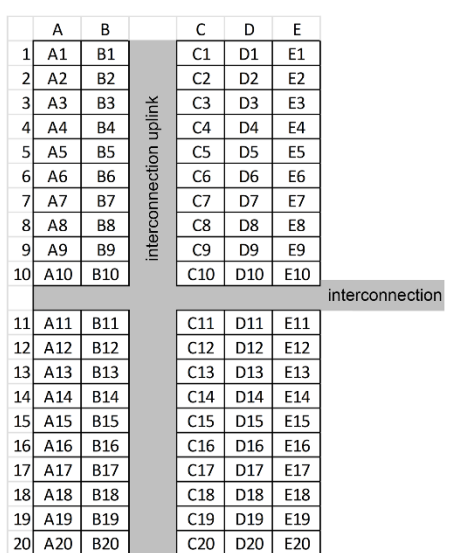 A B C D E
1 A1 B1 C1 D1 E1
2 A2 B2 C2 D2 E2
3 A3 B3 C3 D3 E3
4 A4 B4 C4 D4 E4
5 A5 B5 C5 D5 E5
6 A6 B6 C6 D6 E6
7 A7 B7 C7 D7 E7
8 A8 B8 C8 D8 E8
9 A9 B9 C9 D9 E9
10 A10 B10 C10 D10 E10
interconnection uplink
interconnection
11 A11 B11 C11 D11 E11
12 A12 B12 C12 D12 E12
13 A13 B13 C13 D13 E13
14 A14 B14 C14 D14 E14
15 A15 B15 C15 D15 E15
16 A16 B16 C16 D16 E16
17 A17 B17 C17 D17 E17
18 A18 B18 C18 D18 E18
19 A19 B19 C19 D19 E19
20 A20 B20 C20 D20 E20